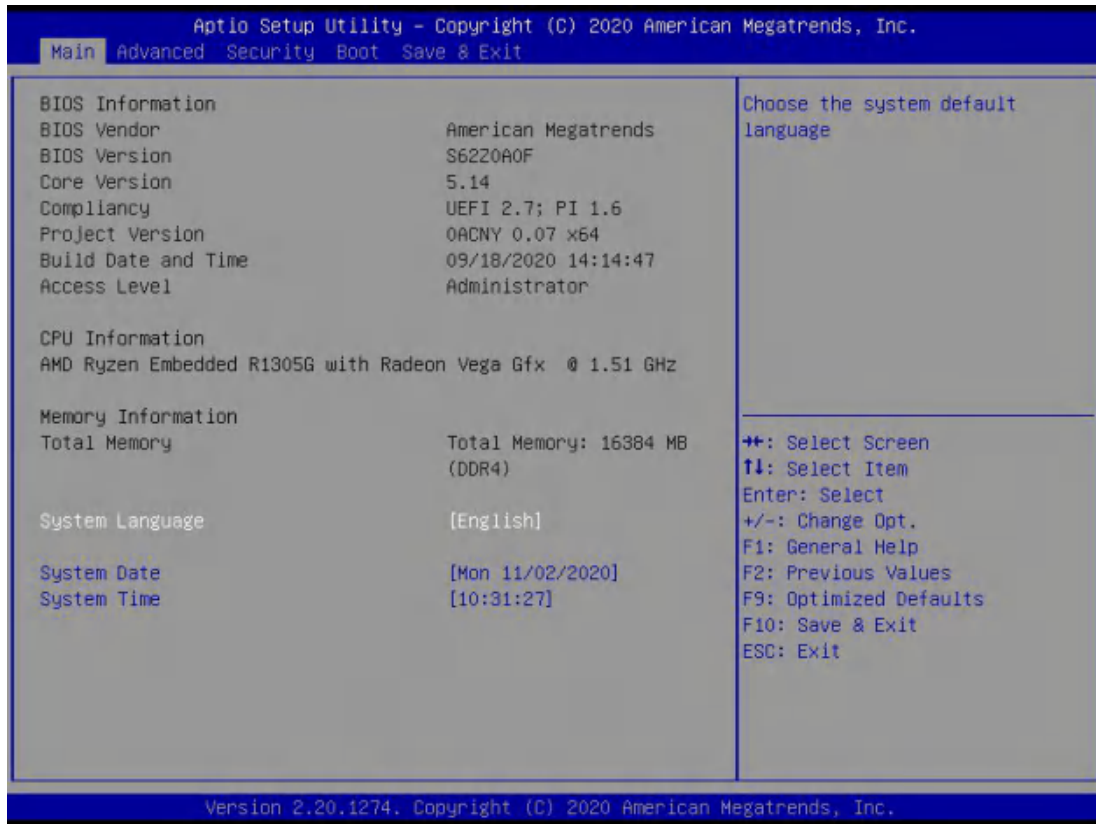 Aptio Setup Utility – Copyright (C) 2020 American Megatrends, Inc.
Main Advanced Security Boot Save & Exit
BIOS Information
BIOS Vendor American Megatrends
BIOS Version S62Z0A0F
Core Version 5.14
Compliancy UEFI 2.7; PI 1.6
Project Version 0ACNY 0.07 x64
Build Date and Time 09/18/2020 14:14:47
Access Level Administrator
CPU Information
AMD Ryzen Embedded R1305G with Radeon Vega Gfx @ 1.51 GHz
Memory Information
Total Memory Total Memory: 16384 MB
(DDR4)
System Language [English]
System Date [Mon 11/02/2020]
System Time [10:31:27]
Choose the system default
language
→←: Select Screen
↑↓: Select Item
Enter: Select
+/-: Change Opt.
F1: General Help
F2: Previous Values
F9: Optimized Defaults
F10: Save & Exit
ESC: Exit
Version 2.20.1274. Copyright (C) 2020 American Megatrends, Inc.